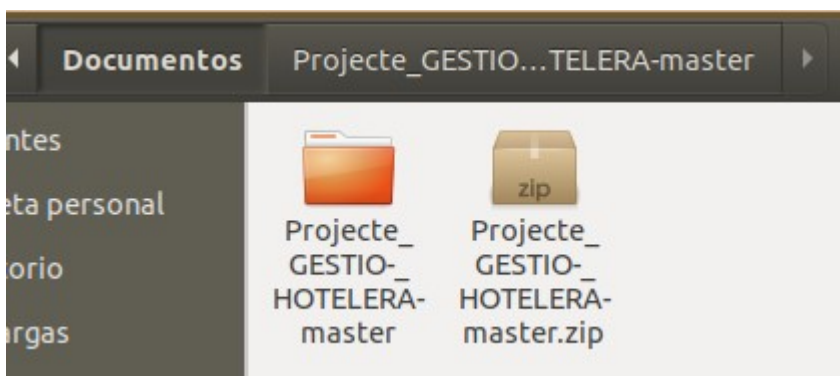 Documentos Projecte_GESTIO...TELERA-master
ntes
eta personal
torio
argas
zip
Projecte_
GESTIO-_
HOTELERA-
master
Projecte_
GESTIO-_
HOTELERA-
master.zip